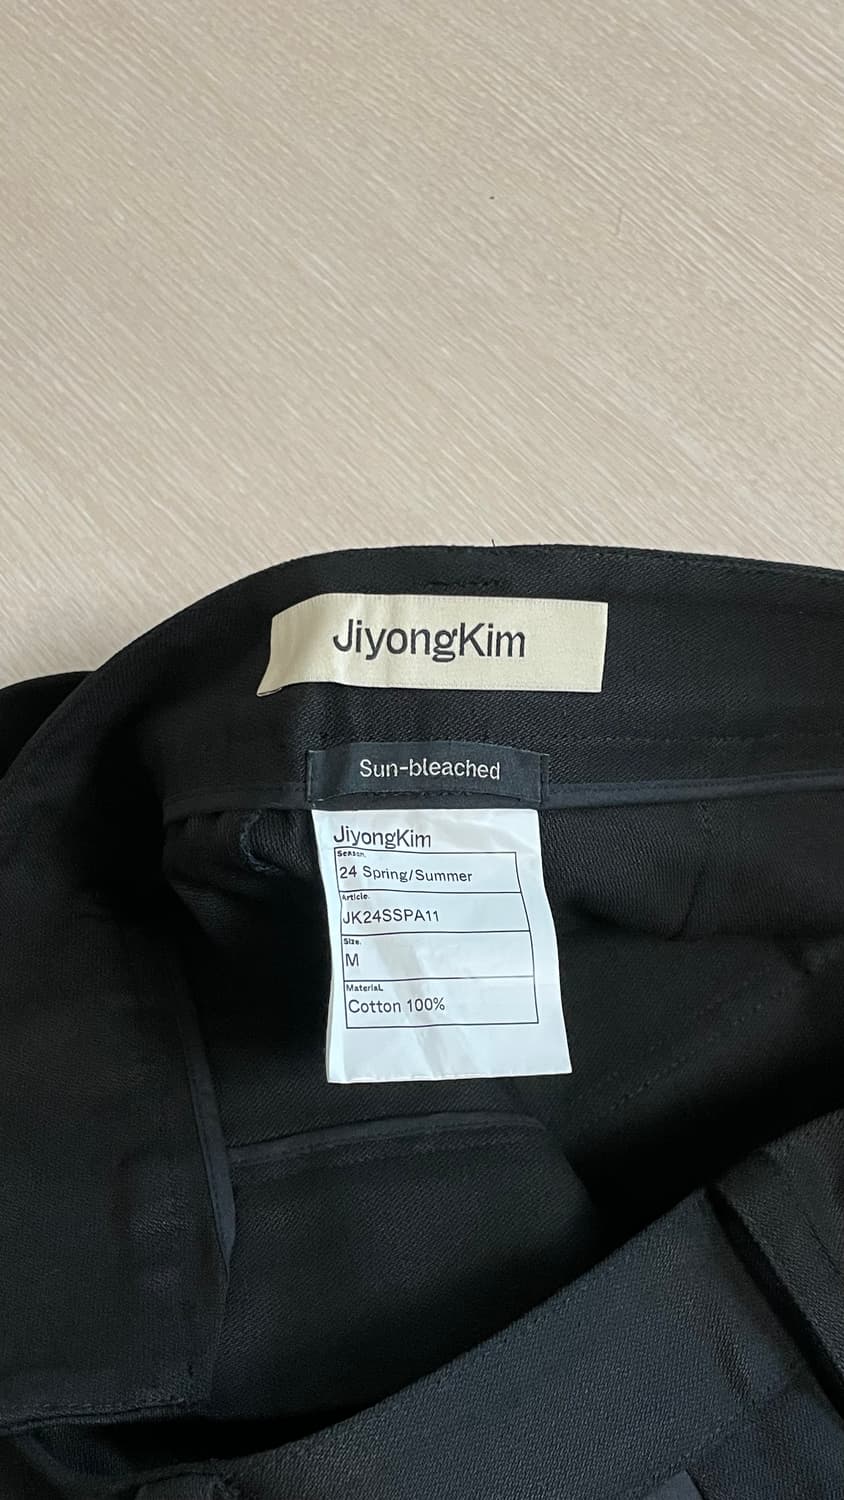 JiyongKim
Sun-bleached
JiyongKim
Season.
24 Spring/Summer
Article.
JK24SSPA11
Size.
M
Material.
Cotton 100%